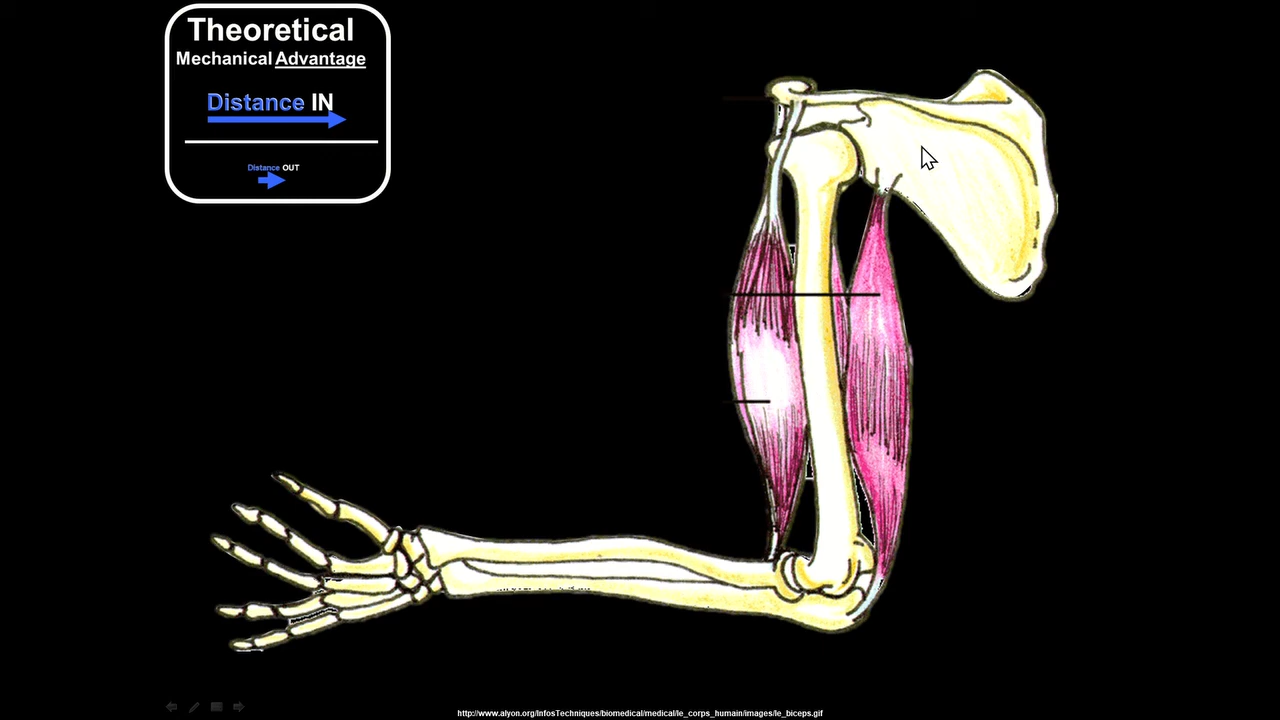 Theoretical
Mechanical Advantage
Distance IN
Distance OUT
http://www.alyon.org/InfosTechniques/biomedical/medical/le_corps_humain/images/le_biceps.gif